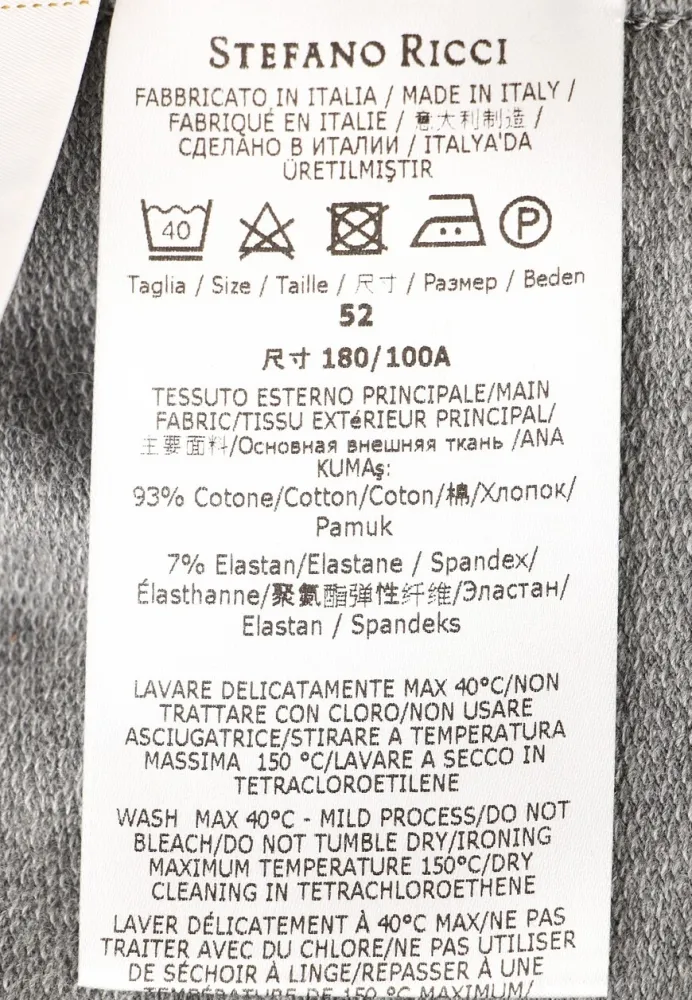 STEFANO RICCI
FABBRICATO IN ITALIA / MADE IN ITALY /
FABRIQUÉ EN ITALIE / 意大利制造 /
СДЕЛАНО В ИТАЛИИ / ITALYA'DA
ÜRETILMIŞTIR
40 P
Taglia / Size / Taille / 尺寸 / Размер / Beden
52
尺寸 180/100A
TESSUTO ESTERNO PRINCIPALE/MAIN
FABRIC/TISSU EXTéRIEUR PRINCIPAL/
主要面料/Основная внешняя ткань /ANA
KUMAş:
93% Cotone/Cotton/Coton/棉/Хлопок/
Pamuk
7% Elastan/Elastane / Spandex/
Élasthanne/聚氨酯弹性纤维/Эластан/
Elastan / Spandeks
LAVARE DELICATAMENTE MAX 40°C/NON
TRATTARE CON CLORO/NON USARE
ASCIUGATRICE/STIRARE A TEMPERATURA
MASSIMA 150 °C/LAVARE A SECCO IN
TETRACLOROETILENE
WASH MAX 40°C - MILD PROCESS/DO NOT
BLEACH/DO NOT TUMBLE DRY/IRONING
MAXIMUM TEMPERATURE 150°C/DRY
CLEANING IN TETRACHLOROETHENE
LAVER DÉLICATEMENT À 40°C MAX/NE PAS
TRAITER AVEC DU CHLORE/NE PAS UTILISER
DE SÉCHOIR À LINGE/REPASSER À UNE
TEMPÉRATURE DE 150 °C MAXIMUM/